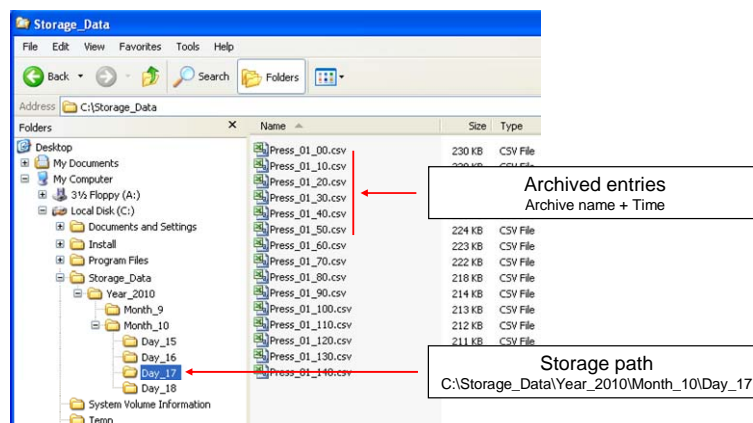 Storage_Data
File Edit View Favorites Tools Help
Back Search Folders
Address C:\Storage_Data
Folders X Name Size Type
Desktop
My Documents
My Computer
3½ Floppy (A:)
Local Disk (C:)
Documents and Settings
Install
Program Files
Storage_Data
Year_2010
Month_9
Month_10
Day_15
Day_16
Day_17
Day_18
System Volume Information
Temp
Press_01_00.csv 230 KB CSV File
Press_01_10.csv
Press_01_20.csv
Press_01_30.csv
Press_01_40.csv
Press_01_50.csv 224 KB CSV File
Press_01_60.csv 223 KB CSV File
Press_01_70.csv 222 KB CSV File
Press_01_80.csv 218 KB CSV File
Press_01_90.csv 214 KB CSV File
Press_01_100.csv 213 KB CSV File
Press_01_110.csv 212 KB CSV File
Press_01_120.csv 211 KB CSV File
Press_01_130.csv
Press_01_140.csv
Archived entries
Archive name + Time
Storage path
C:\Storage_Data\Year_2010\Month_10\Day_17